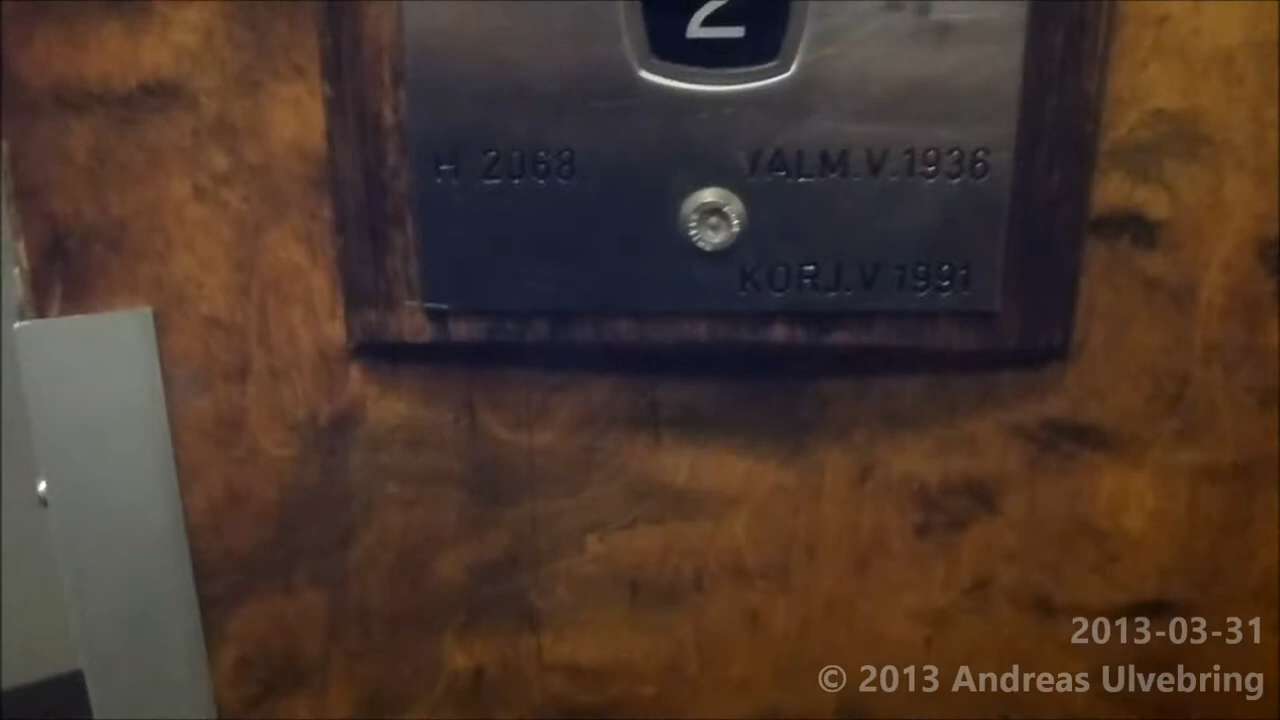 2
H 2068 VALM.V.1936
KORJ.V 1991
2013-03-31
© 2013 Andreas Ulvebring